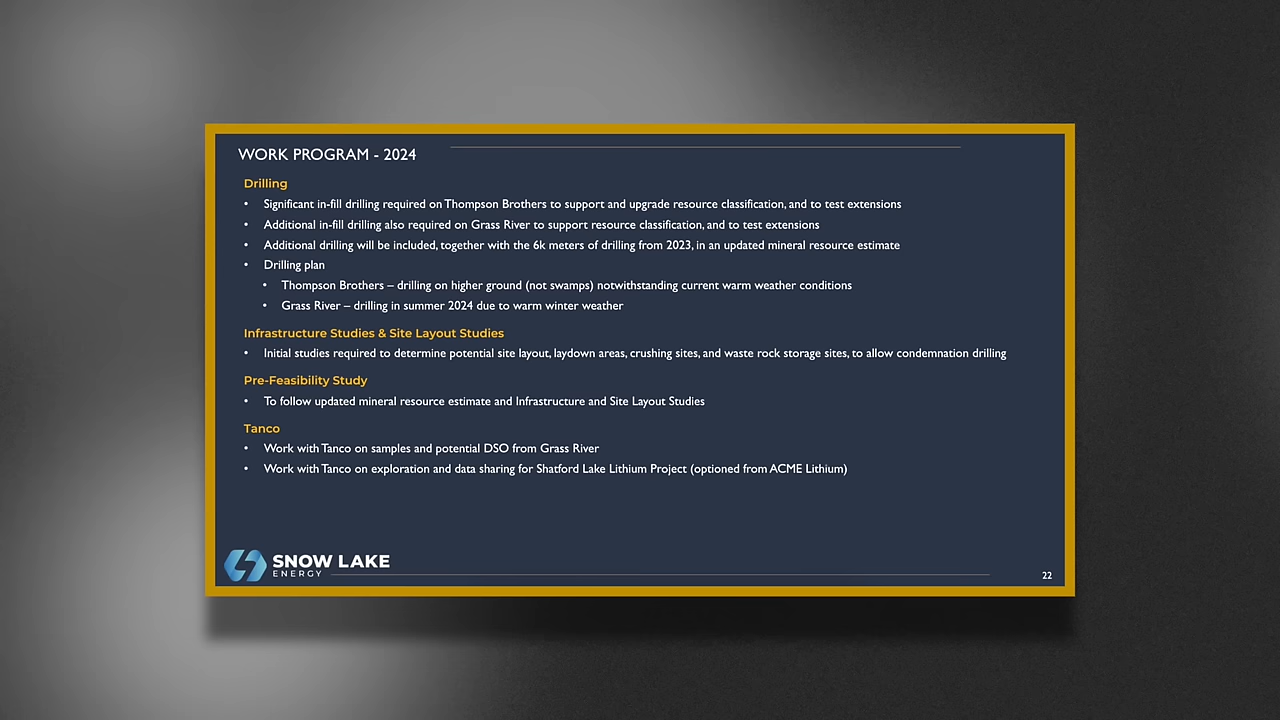 WORK PROGRAM - 2024
Drilling
• Significant in-fill drilling required on Thompson Brothers to support and upgrade resource classification, and to test extensions
• Additional in-fill drilling also required on Grass River to support resource classification, and to test extensions
• Additional drilling will be included, together with the 6k meters of drilling from 2023, in an updated mineral resource estimate
• Drilling plan
• Thompson Brothers – drilling on higher ground (not swamps) notwithstanding current warm weather conditions
• Grass River – drilling in summer 2024 due to warm winter weather
Infrastructure Studies & Site Layout Studies
• Initial studies required to determine potential site layout, laydown areas, crushing sites, and waste rock storage sites, to allow condemnation drilling
Pre-Feasibility Study
• To follow updated mineral resource estimate and Infrastructure and Site Layout Studies
Tanco
• Work with Tanco on samples and potential DSO from Grass River
• Work with Tanco on exploration and data sharing for Shatford Lake Lithium Project (optioned from ACME Lithium)
SNOW LAKE
ENERGY
22